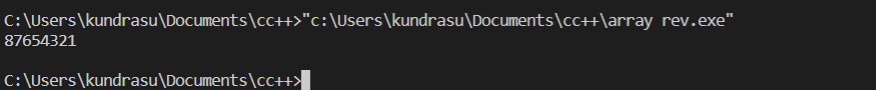 C:\Users\kundrasu\Documents\cc++>"c:\Users\kundrasu\Documents\cc++\array rev.exe"
87654321
C:\Users\kundrasu\Documents\cc++>